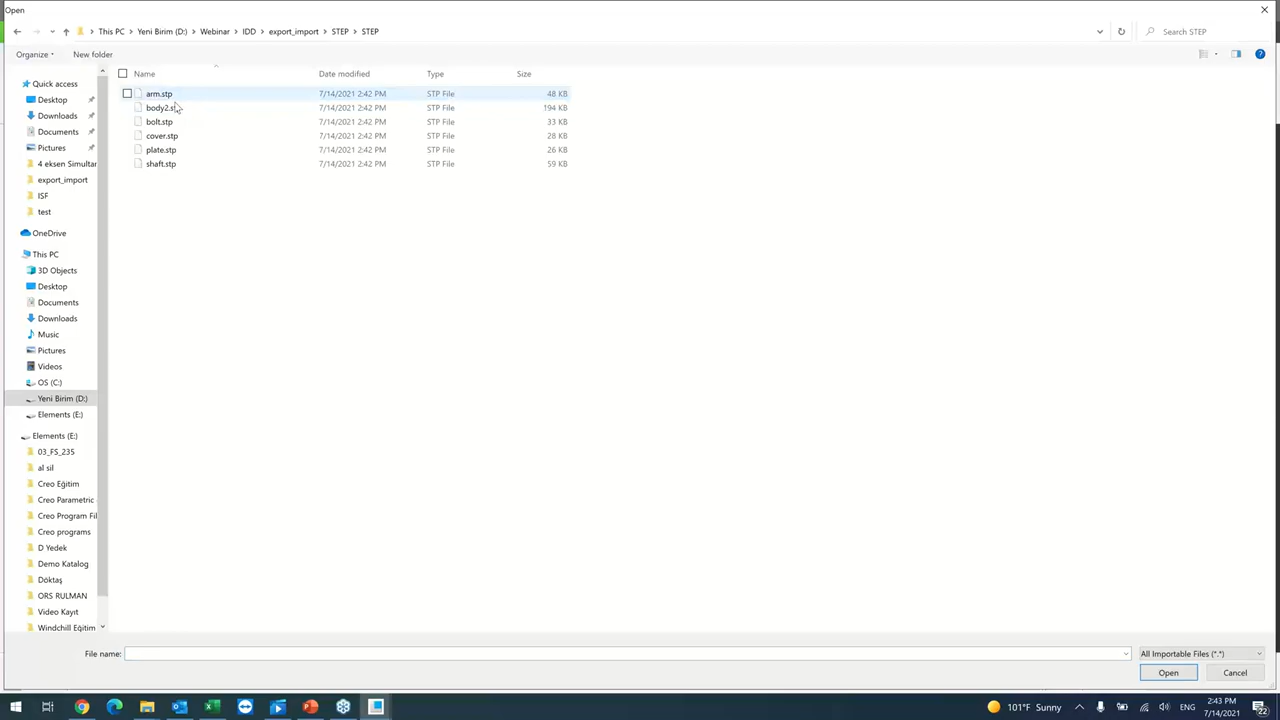 Open
This PC > Yeni Birim (D:) > Webinar > IDD > export_import > STEP > STEP
Search STEP
Organize
New folder
Name Date modified Type Size
arm.stp 7/14/2021 2:42 PM STP File 48 KB
body2.stp 7/14/2021 2:42 PM STP File 194 KB
bolt.stp 7/14/2021 2:42 PM STP File 33 KB
cover.stp 7/14/2021 2:42 PM STP File 28 KB
plate.stp 7/14/2021 2:42 PM STP File 26 KB
shaft.stp 7/14/2021 2:42 PM STP File 59 KB
Quick access
Desktop
Downloads
Documents
Pictures
4 eksen Simultar
export_import
ISF
test
OneDrive
This PC
3D Objects
Desktop
Documents
Downloads
Music
Pictures
Videos
OS (C:)
Yeni Birim (D:)
Elements (E:)
Elements (E:)
03_FS_235
al sil
Creo Eğitim
Creo Parametric
Creo Program Fil
Creo programs
D Yedek
Demo Katalog
Döktaş
ORS RULMAN
Video Kayıt
Windchill Eğitim
File name:
All Importable Files (*.*)
Open
Cancel
101°F Sunny
ENG
2:43 PM
7/14/2021
22